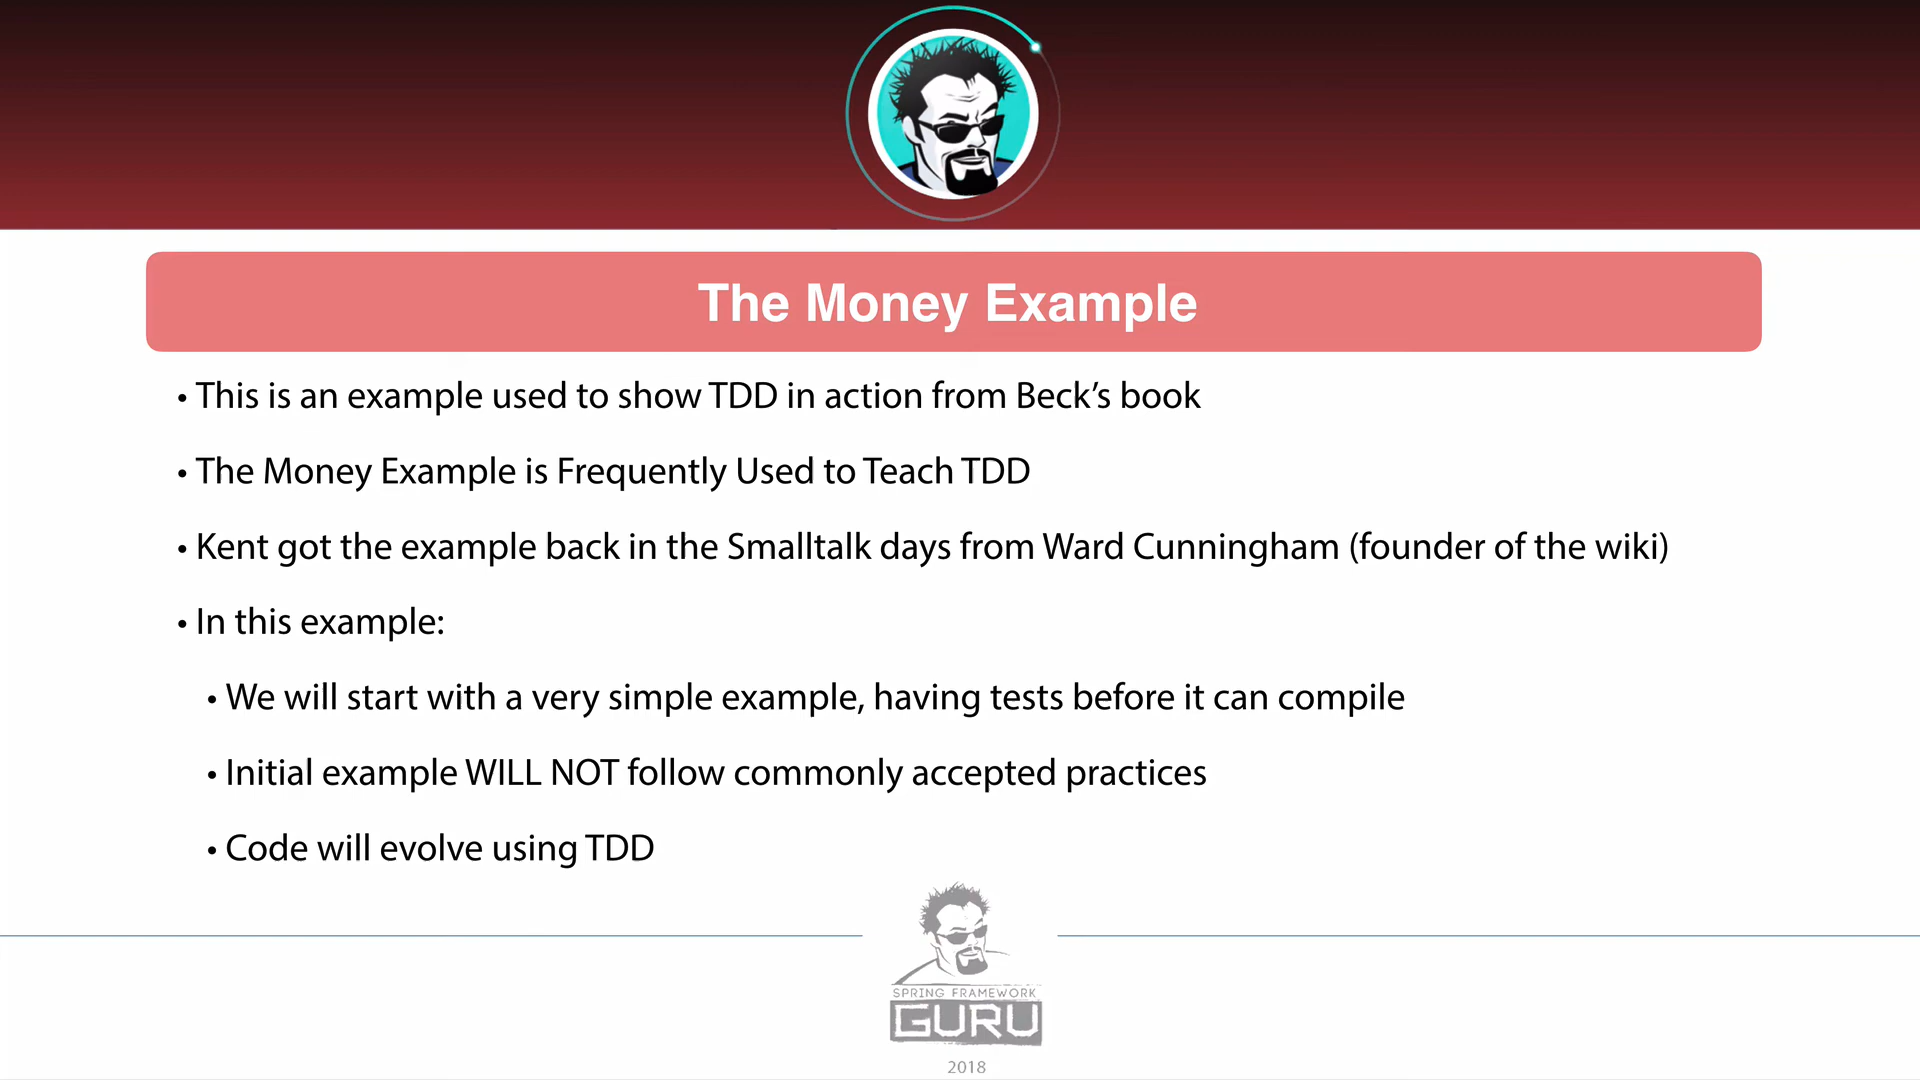 The Money Example
• This is an example used to show TDD in action from Beck’s book
• The Money Example is Frequently Used to Teach TDD
• Kent got the example back in the Smalltalk days from Ward Cunningham (founder of the wiki)
• In this example:
• We will start with a very simple example, having tests before it can compile
• Initial example WILL NOT follow commonly accepted practices
• Code will evolve using TDD
SPRING FRAMEWORK
GURU
2018